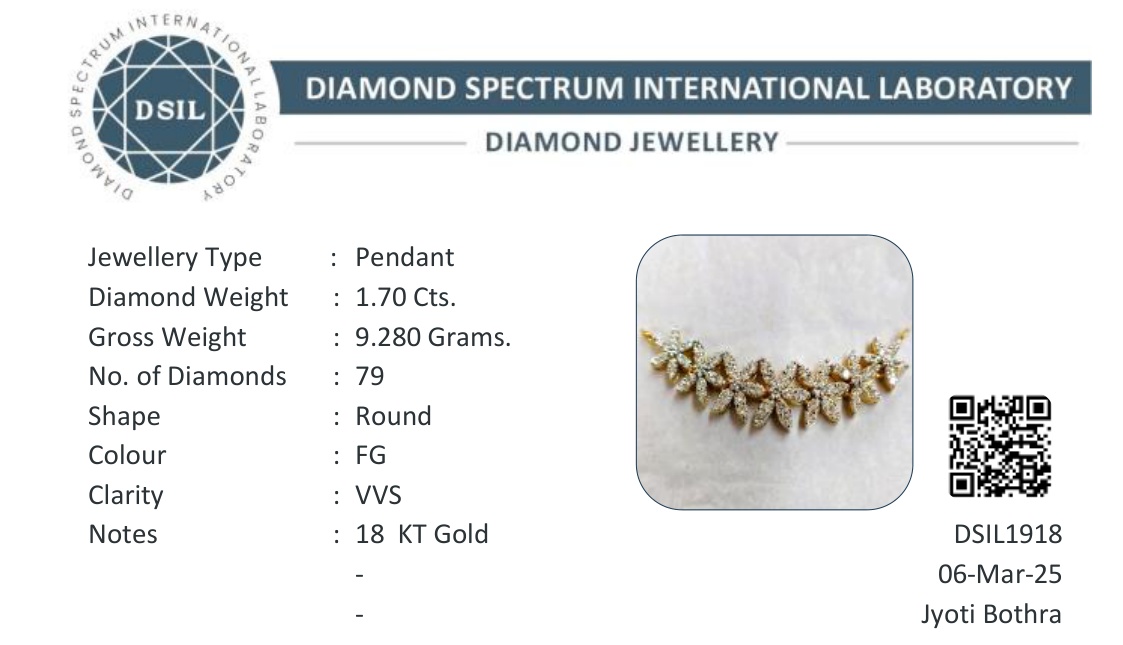 DIAMOND SPECTRUM INTERNATIONAL LABORATORY
DSIL
DIAMOND SPECTRUM INTERNATIONAL LABORATORY
DIAMOND JEWELLERY
Jewellery Type : Pendant
Diamond Weight : 1.70 Cts.
Gross Weight : 9.280 Grams.
No. of Diamonds : 79
Shape : Round
Colour : FG
Clarity : VVS
Notes : 18 KT Gold
-
-
DSIL1918
06-Mar-25
Jyoti Bothra